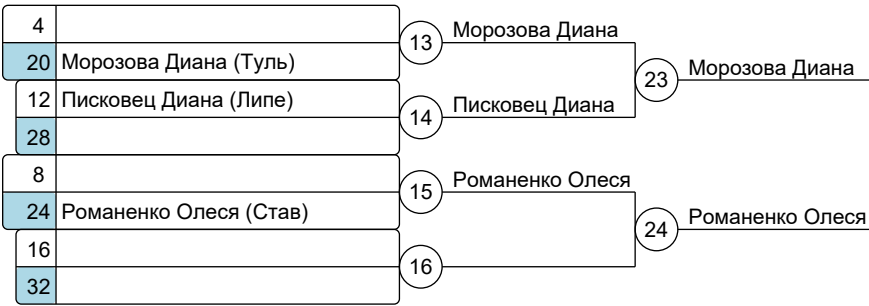 4
20 Морозова Диана (Туль)
13 Морозова Диана
12 Писковец Диана (Липе)
28
14 Писковец Диана
23 Морозова Диана
8
24 Романенко Олеся (Став)
15 Романенко Олеся
16
32
16
24 Романенко Олеся